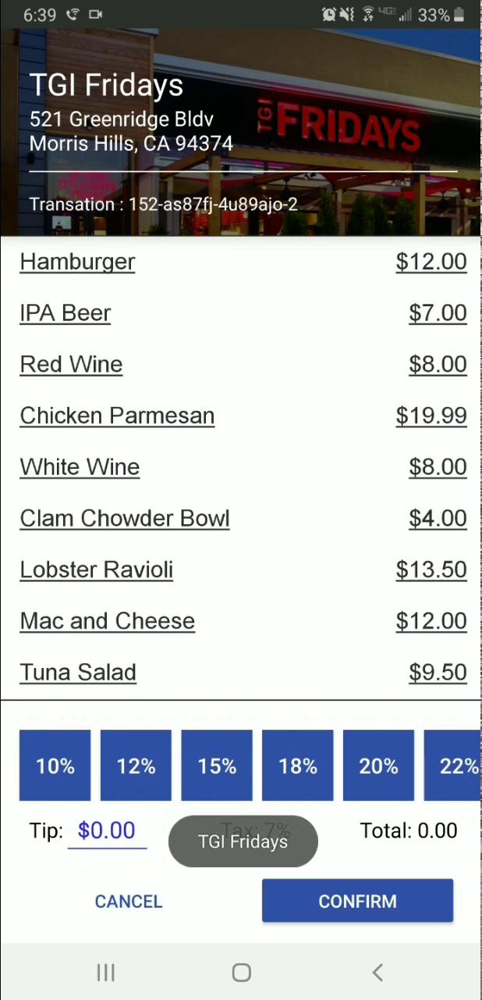 6:39 4GE 33%
TGI Fridays
521 Greenridge Bldv
Morris Hills, CA 94374
TGI FRIDAYS
Transation : 152-as87fj-4u89ajo-2
Hamburger $12.00
IPA Beer $7.00
Red Wine $8.00
Chicken Parmesan $19.99
White Wine $8.00
Clam Chowder Bowl $4.00
Lobster Ravioli $13.50
Mac and Cheese $12.00
Tuna Salad $9.50
10% 12% 15% 18% 20% 22%
Tip: $0.00 Tax: 7% Total: 0.00
TGI Fridays
CANCEL CONFIRM